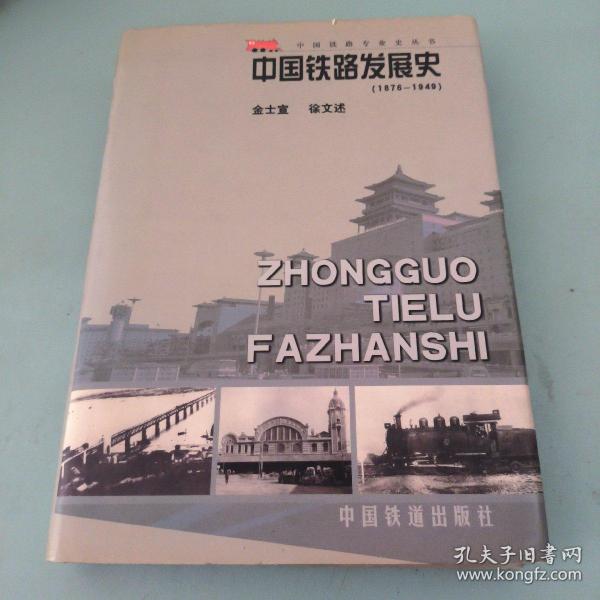 中国铁路专业史丛书
中国铁路发展史
(1876-1949)
金士宣 徐文述
ZHONGGUO
TIELU
FAZHANSHI
中国铁道出版社
孔夫子旧书网
www.kongfz.com